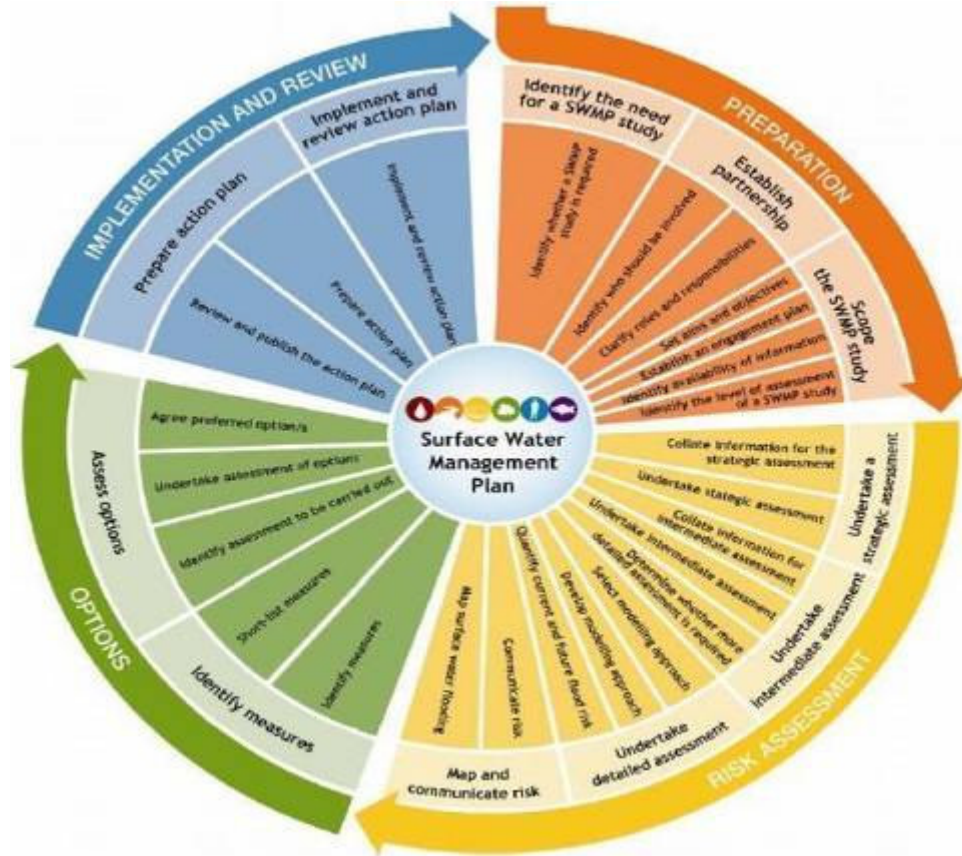 IMPLEMENTATION AND REVIEW
PREPARATION
RISK ASSESSMENT
OPTIONS
Identify the need
for a SWMP study
Establish
partnership
Scope
the SWMP study
Identify whether a SWMP
study is required
Identify who should be involved
Clarify roles and responsibilities
Set aims and objectives
Establish an engagement plan
Identify availability of information
Identify the level of assessment
of a SWMP study
Undertake a
strategic assessment
Undertake
intermediate assessment
Undertake
detailed assessment
Map and
communicate risk
Collate information for the
strategic assessment
Undertake stategic assessment
Collate information for
intermediate assessment
Undertake intermediate assessment
Determine whether more
detailed assessment is required
Select modelling approach
Develop modelling approach
Quantify current and future flood risk
Communicate risk
Map surface water flooding
Identify measures
Assess options
Identify measures
Short-list measures
Identify assessment to be carried out
Undertake assessment of options
Agree preferred option/s
Prepare action plan
Implement and
review action plan
Review and publish the action plan
Prepare action plan
Implement and review action plan
Surface Water
Management
Plan